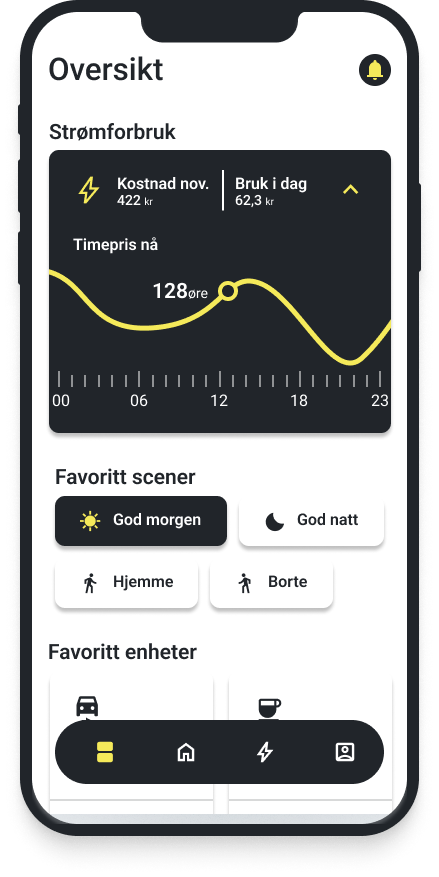 Oversikt
Strømforbruk
Kostnad nov.
422 kr
Bruk i dag
62,3 kr
Timepris nå
128øre
00 06 12 18 23
Favoritt scener
God morgen
God natt
Hjemme
Borte
Favoritt enheter